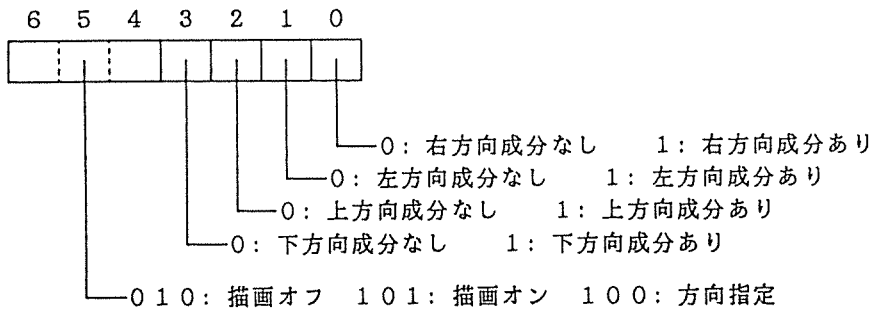 6 5 4 3 2 1 0
0：右方向成分なし　1：右方向成分あり
0：左方向成分なし　1：左方向成分あり
0：上方向成分なし　1：上方向成分あり
0：下方向成分なし　1：下方向成分あり
010：描画オフ　101：描画オン　100：方向指定